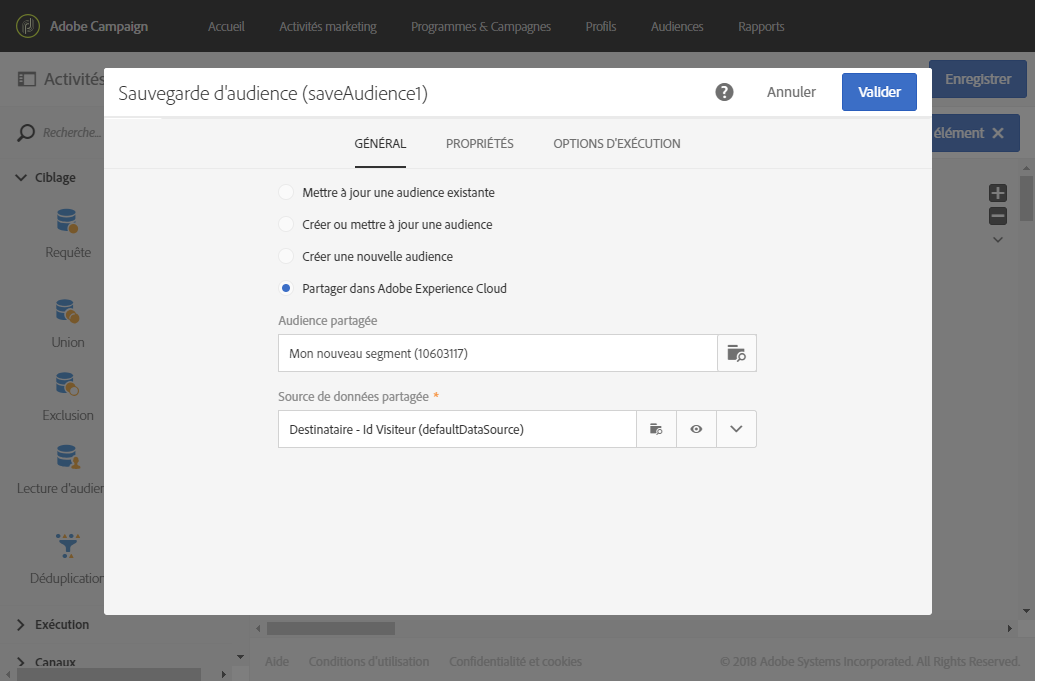 Adobe Campaign
Accueil
Activités marketing
Programmes & Campagnes
Profils
Audiences
Rapports
Activités
Enregistrer
Sauvegarde d'audience (saveAudience1)
?
Annuler
Valider
Recherche...
élément
GÉNÉRAL
PROPRIÉTÉS
OPTIONS D'EXÉCUTION
Ciblage
Requête
Union
Exclusion
Lecture d'audien
Déduplication
Exécution
Canaux
Mettre à jour une audience existante
Créer ou mettre à jour une audience
Créer une nouvelle audience
Partager dans Adobe Experience Cloud
Audience partagée
Mon nouveau segment (10603117)
Source de données partagée *
Destinataire - Id Visiteur (defaultDataSource)
Aide
Conditions d'utilisation
Confidentialité et cookies
© 2018 Adobe Systems Incorporated. All Rights Reserved.